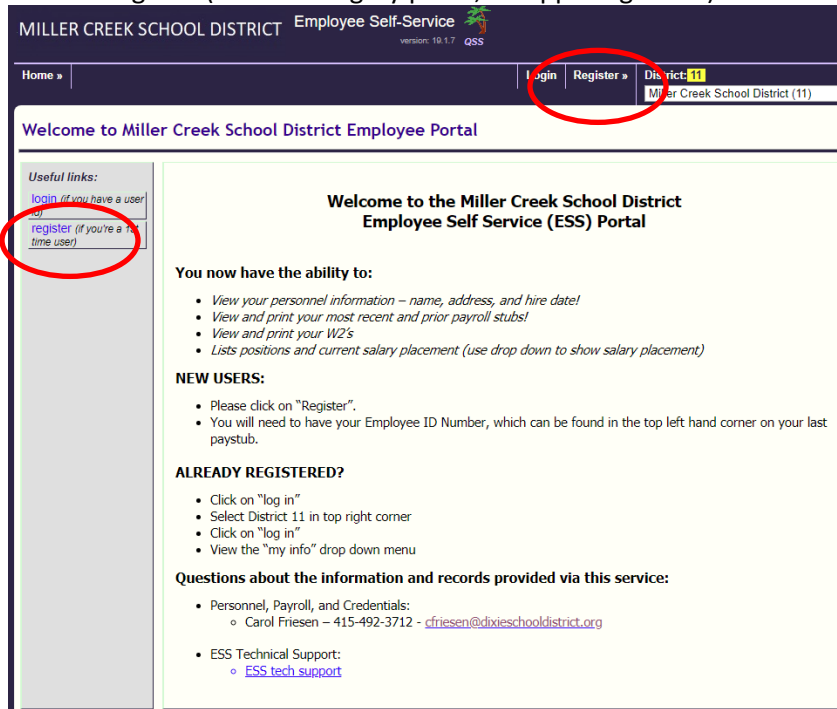 MILLER CREEK SCHOOL DISTRICT Employee Self-Service
version: 19.1.7 QSS
Home » Login Register » District: 11
Miller Creek School District (11)
Welcome to Miller Creek School District Employee Portal
Useful links:
login (if you have a user
id)
register (if you're a 1st
time user)
Welcome to the Miller Creek School District
Employee Self Service (ESS) Portal
You now have the ability to:
• View your personnel information – name, address, and hire date!
• View and print your most recent and prior payroll stubs!
• View and print your W2's
• Lists positions and current salary placement (use drop down to show salary placement)
NEW USERS:
• Please click on "Register".
• You will need to have your Employee ID Number, which can be found in the top left hand corner on your last
paystub.
ALREADY REGISTERED?
• Click on "log in"
• Select District 11 in top right corner
• Click on "log in"
• View the "my info" drop down menu
Questions about the information and records provided via this service:
• Personnel, Payroll, and Credentials:
○ Carol Friesen – 415-492-3712 - cfriesen@dixieschooldistrict.org
• ESS Technical Support:
○ ESS tech support